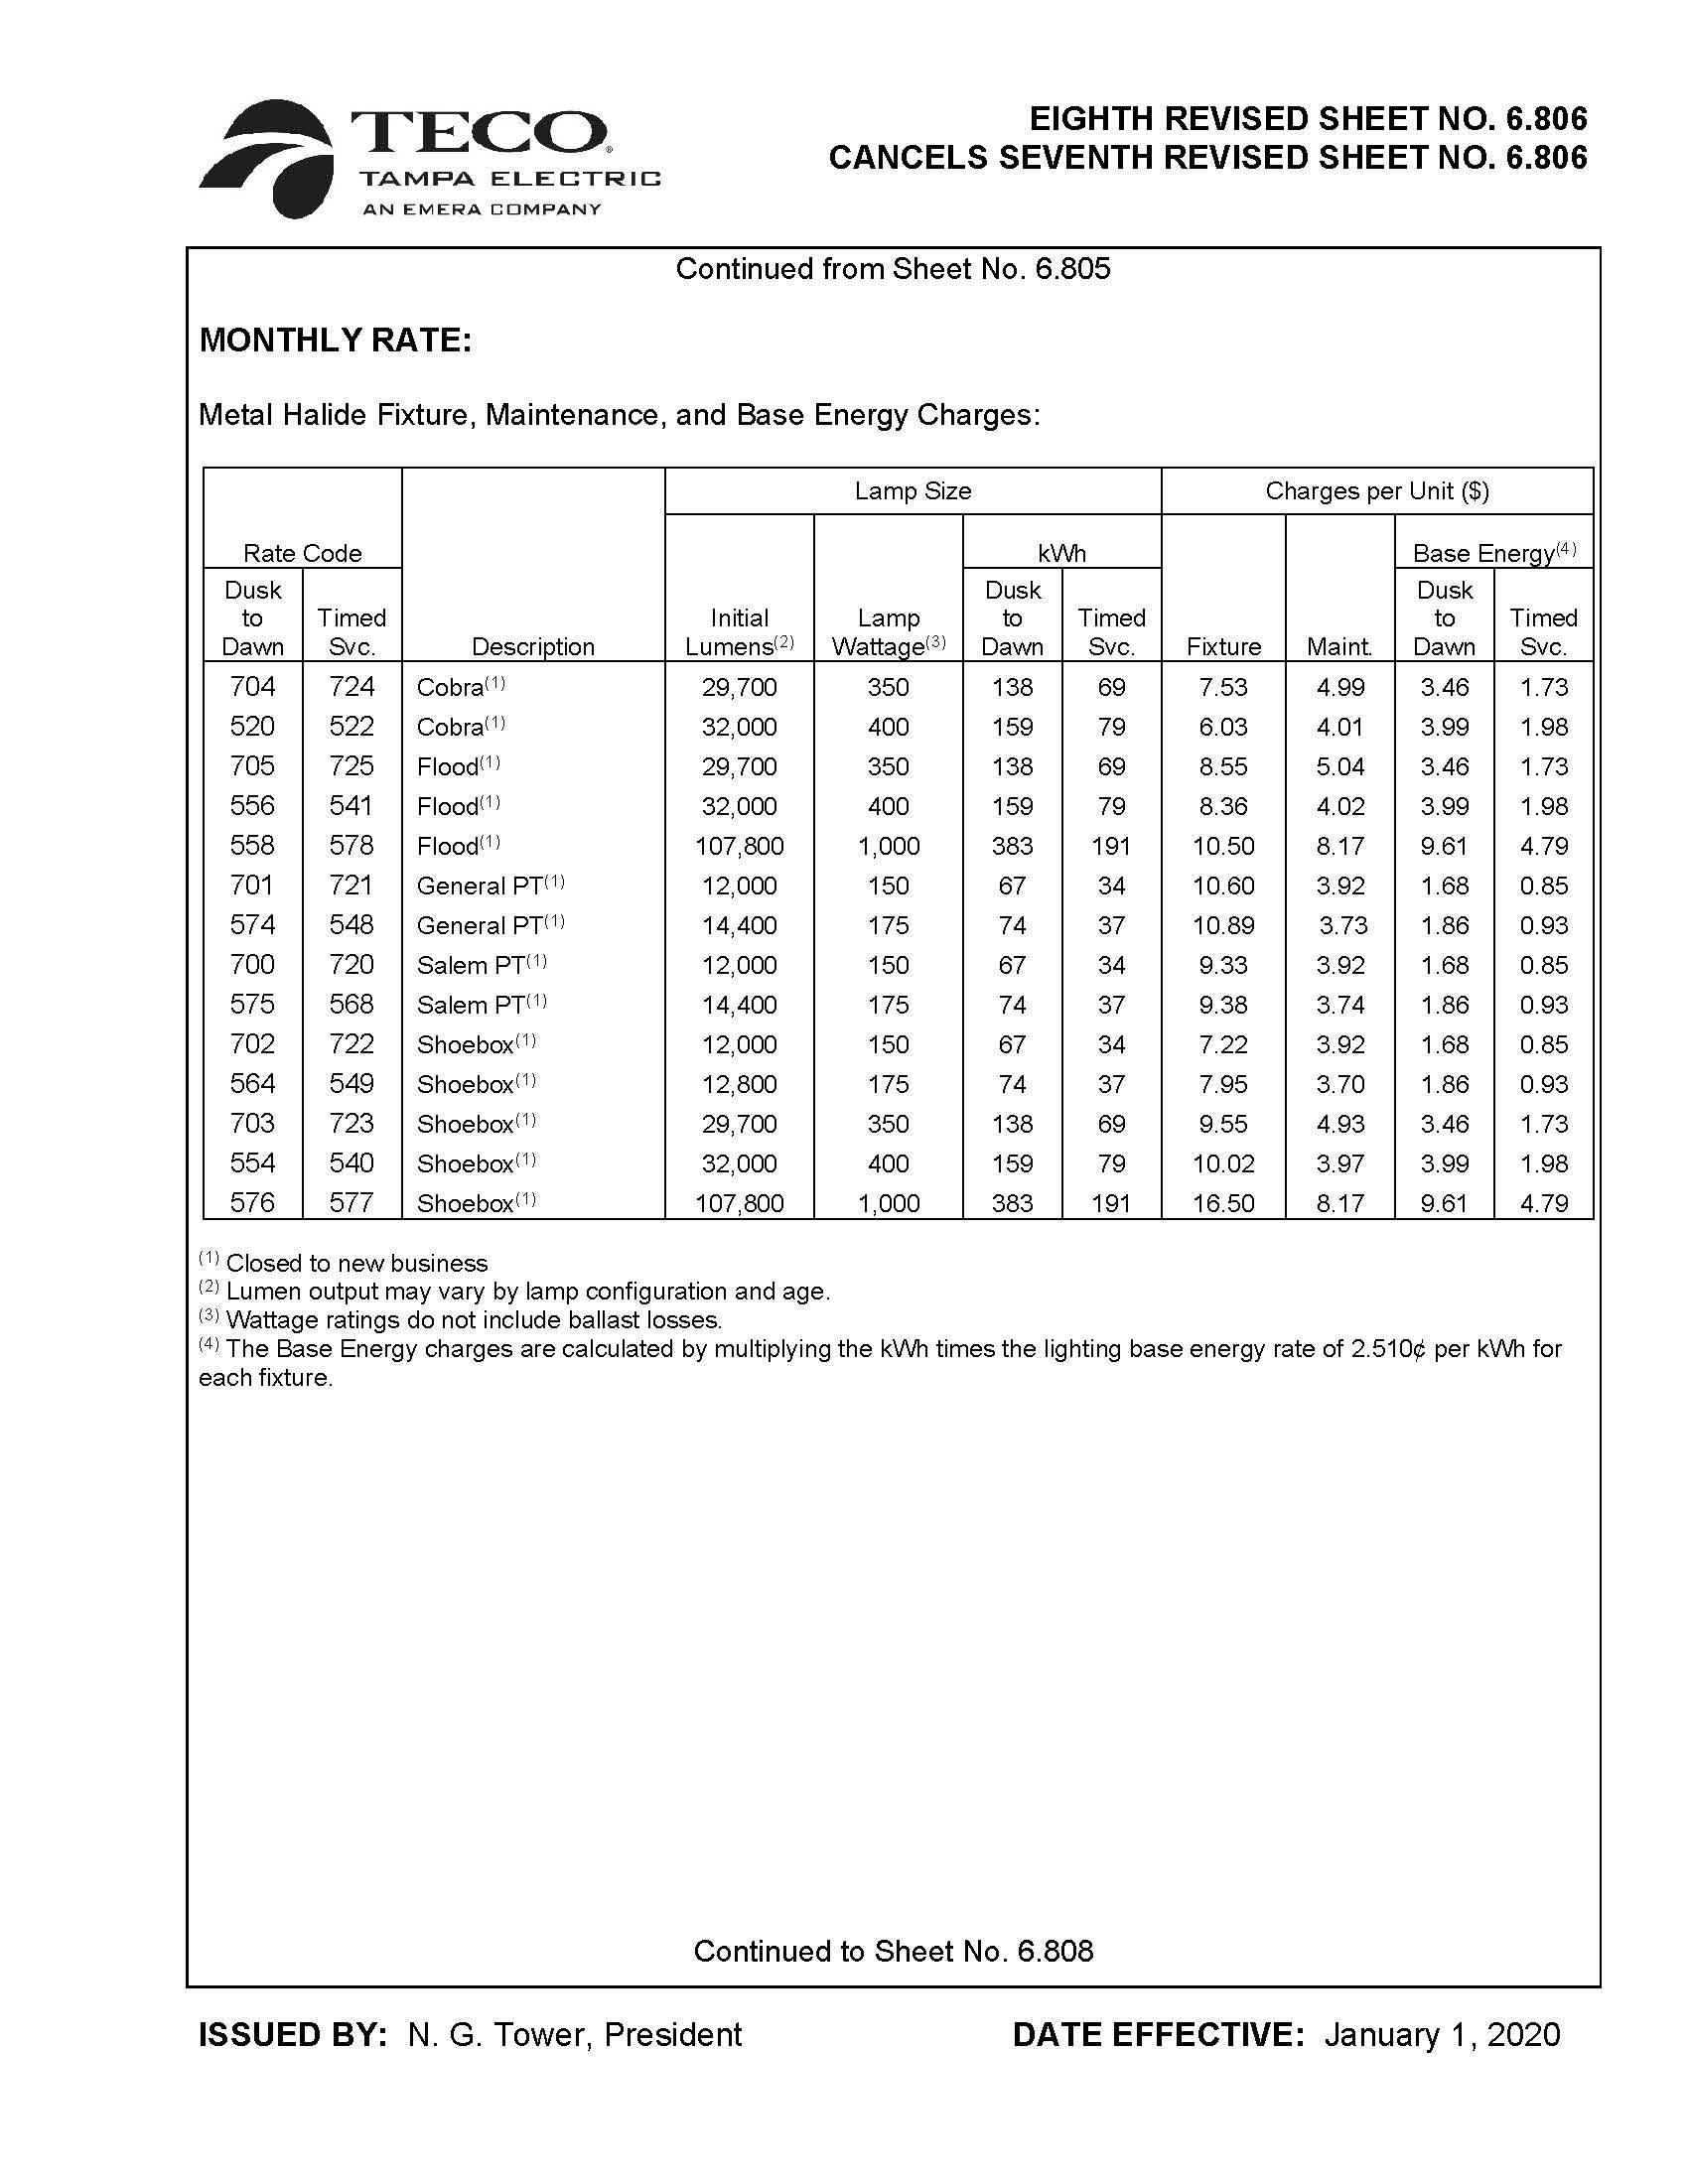 TECO®
TAMPA ELECTRIC
AN EMERA COMPANY
EIGHTH REVISED SHEET NO. 6.806
CANCELS SEVENTH REVISED SHEET NO. 6.806
Continued from Sheet No. 6.805
MONTHLY RATE:
Metal Halide Fixture, Maintenance, and Base Energy Charges:
Lamp Size Charges per Unit ($)
Rate Code kWh Base Energy(4)
Dusk to Dawn Timed Svc. Description Initial Lumens(2) Lamp Wattage(3) Dusk to Dawn Timed Svc. Fixture Maint. Dusk to Dawn Timed Svc.
704 724 Cobra(1) 29,700 350 138 69 7.53 4.99 3.46 1.73
520 522 Cobra(1) 32,000 400 159 79 6.03 4.01 3.99 1.98
705 725 Flood(1) 29,700 350 138 69 8.55 5.04 3.46 1.73
556 541 Flood(1) 32,000 400 159 79 8.36 4.02 3.99 1.98
558 578 Flood(1) 107,800 1,000 383 191 10.50 8.17 9.61 4.79
701 721 General PT(1) 12,000 150 67 34 10.60 3.92 1.68 0.85
574 548 General PT(1) 14,400 175 74 37 10.89 3.73 1.86 0.93
700 720 Salem PT(1) 12,000 150 67 34 9.33 3.92 1.68 0.85
575 568 Salem PT(1) 14,400 175 74 37 9.38 3.74 1.86 0.93
702 722 Shoebox(1) 12,000 150 67 34 7.22 3.92 1.68 0.85
564 549 Shoebox(1) 12,800 175 74 37 7.95 3.70 1.86 0.93
703 723 Shoebox(1) 29,700 350 138 69 9.55 4.93 3.46 1.73
554 540 Shoebox(1) 32,000 400 159 79 10.02 3.97 3.99 1.98
576 577 Shoebox(1) 107,800 1,000 383 191 16.50 8.17 9.61 4.79
(1) Closed to new business
(2) Lumen output may vary by lamp configuration and age.
(3) Wattage ratings do not include ballast losses.
(4) The Base Energy charges are calculated by multiplying the kWh times the lighting base energy rate of 2.510¢ per kWh for
each fixture.
Continued to Sheet No. 6.808
ISSUED BY: N. G. Tower, President DATE EFFECTIVE: January 1, 2020